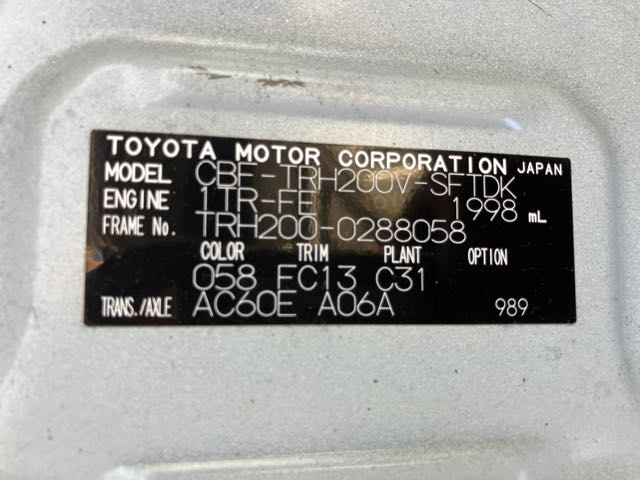 TOYOTA MOTOR CORPORATION JAPAN
MODEL CBF-TRH200V-SFTDK
ENGINE 1TR-FE 1998 mL
FRAME No. TRH200-0288058
COLOR TRIM PLANT OPTION
058 FC13 C31
TRANS./AXLE AC60E A06A 989